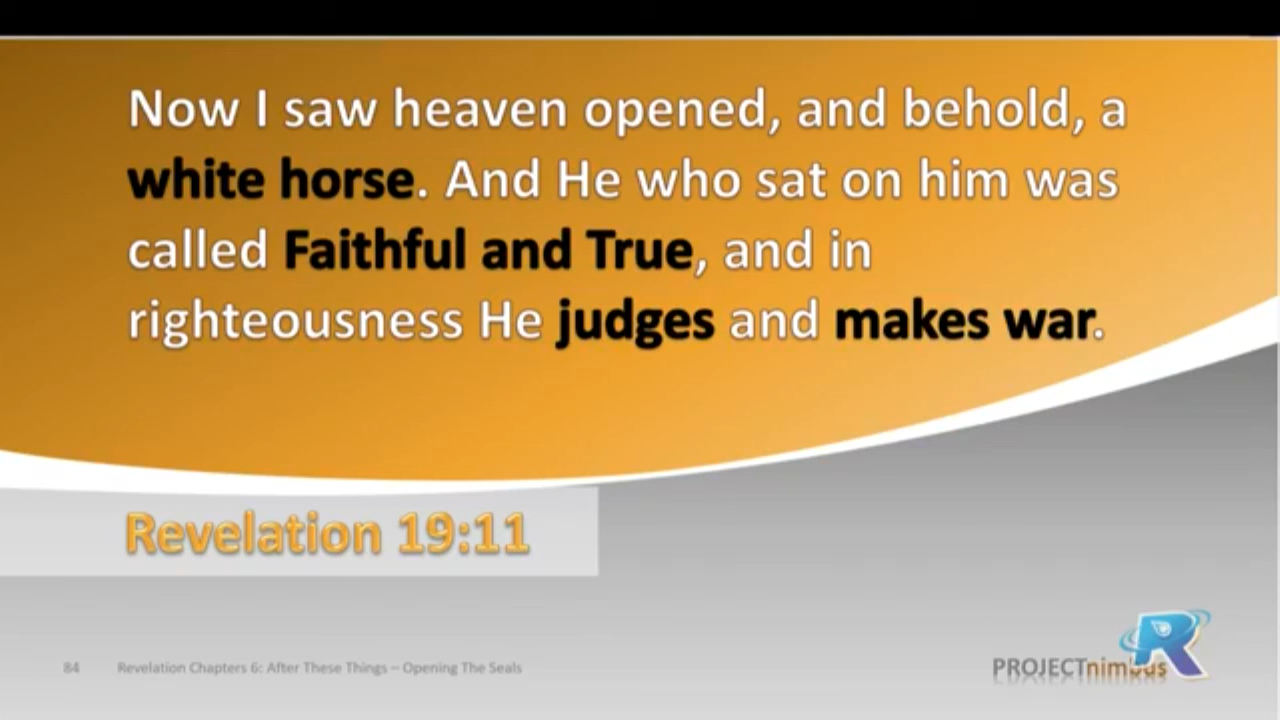 Now I saw heaven opened, and behold, a
white horse. And He who sat on him was
called Faithful and True, and in
righteousness He judges and makes war.
Revelation 19:11
84 Revelation Chapters 6: After These Things – Opening The Seals
PROJECTnimbus
R